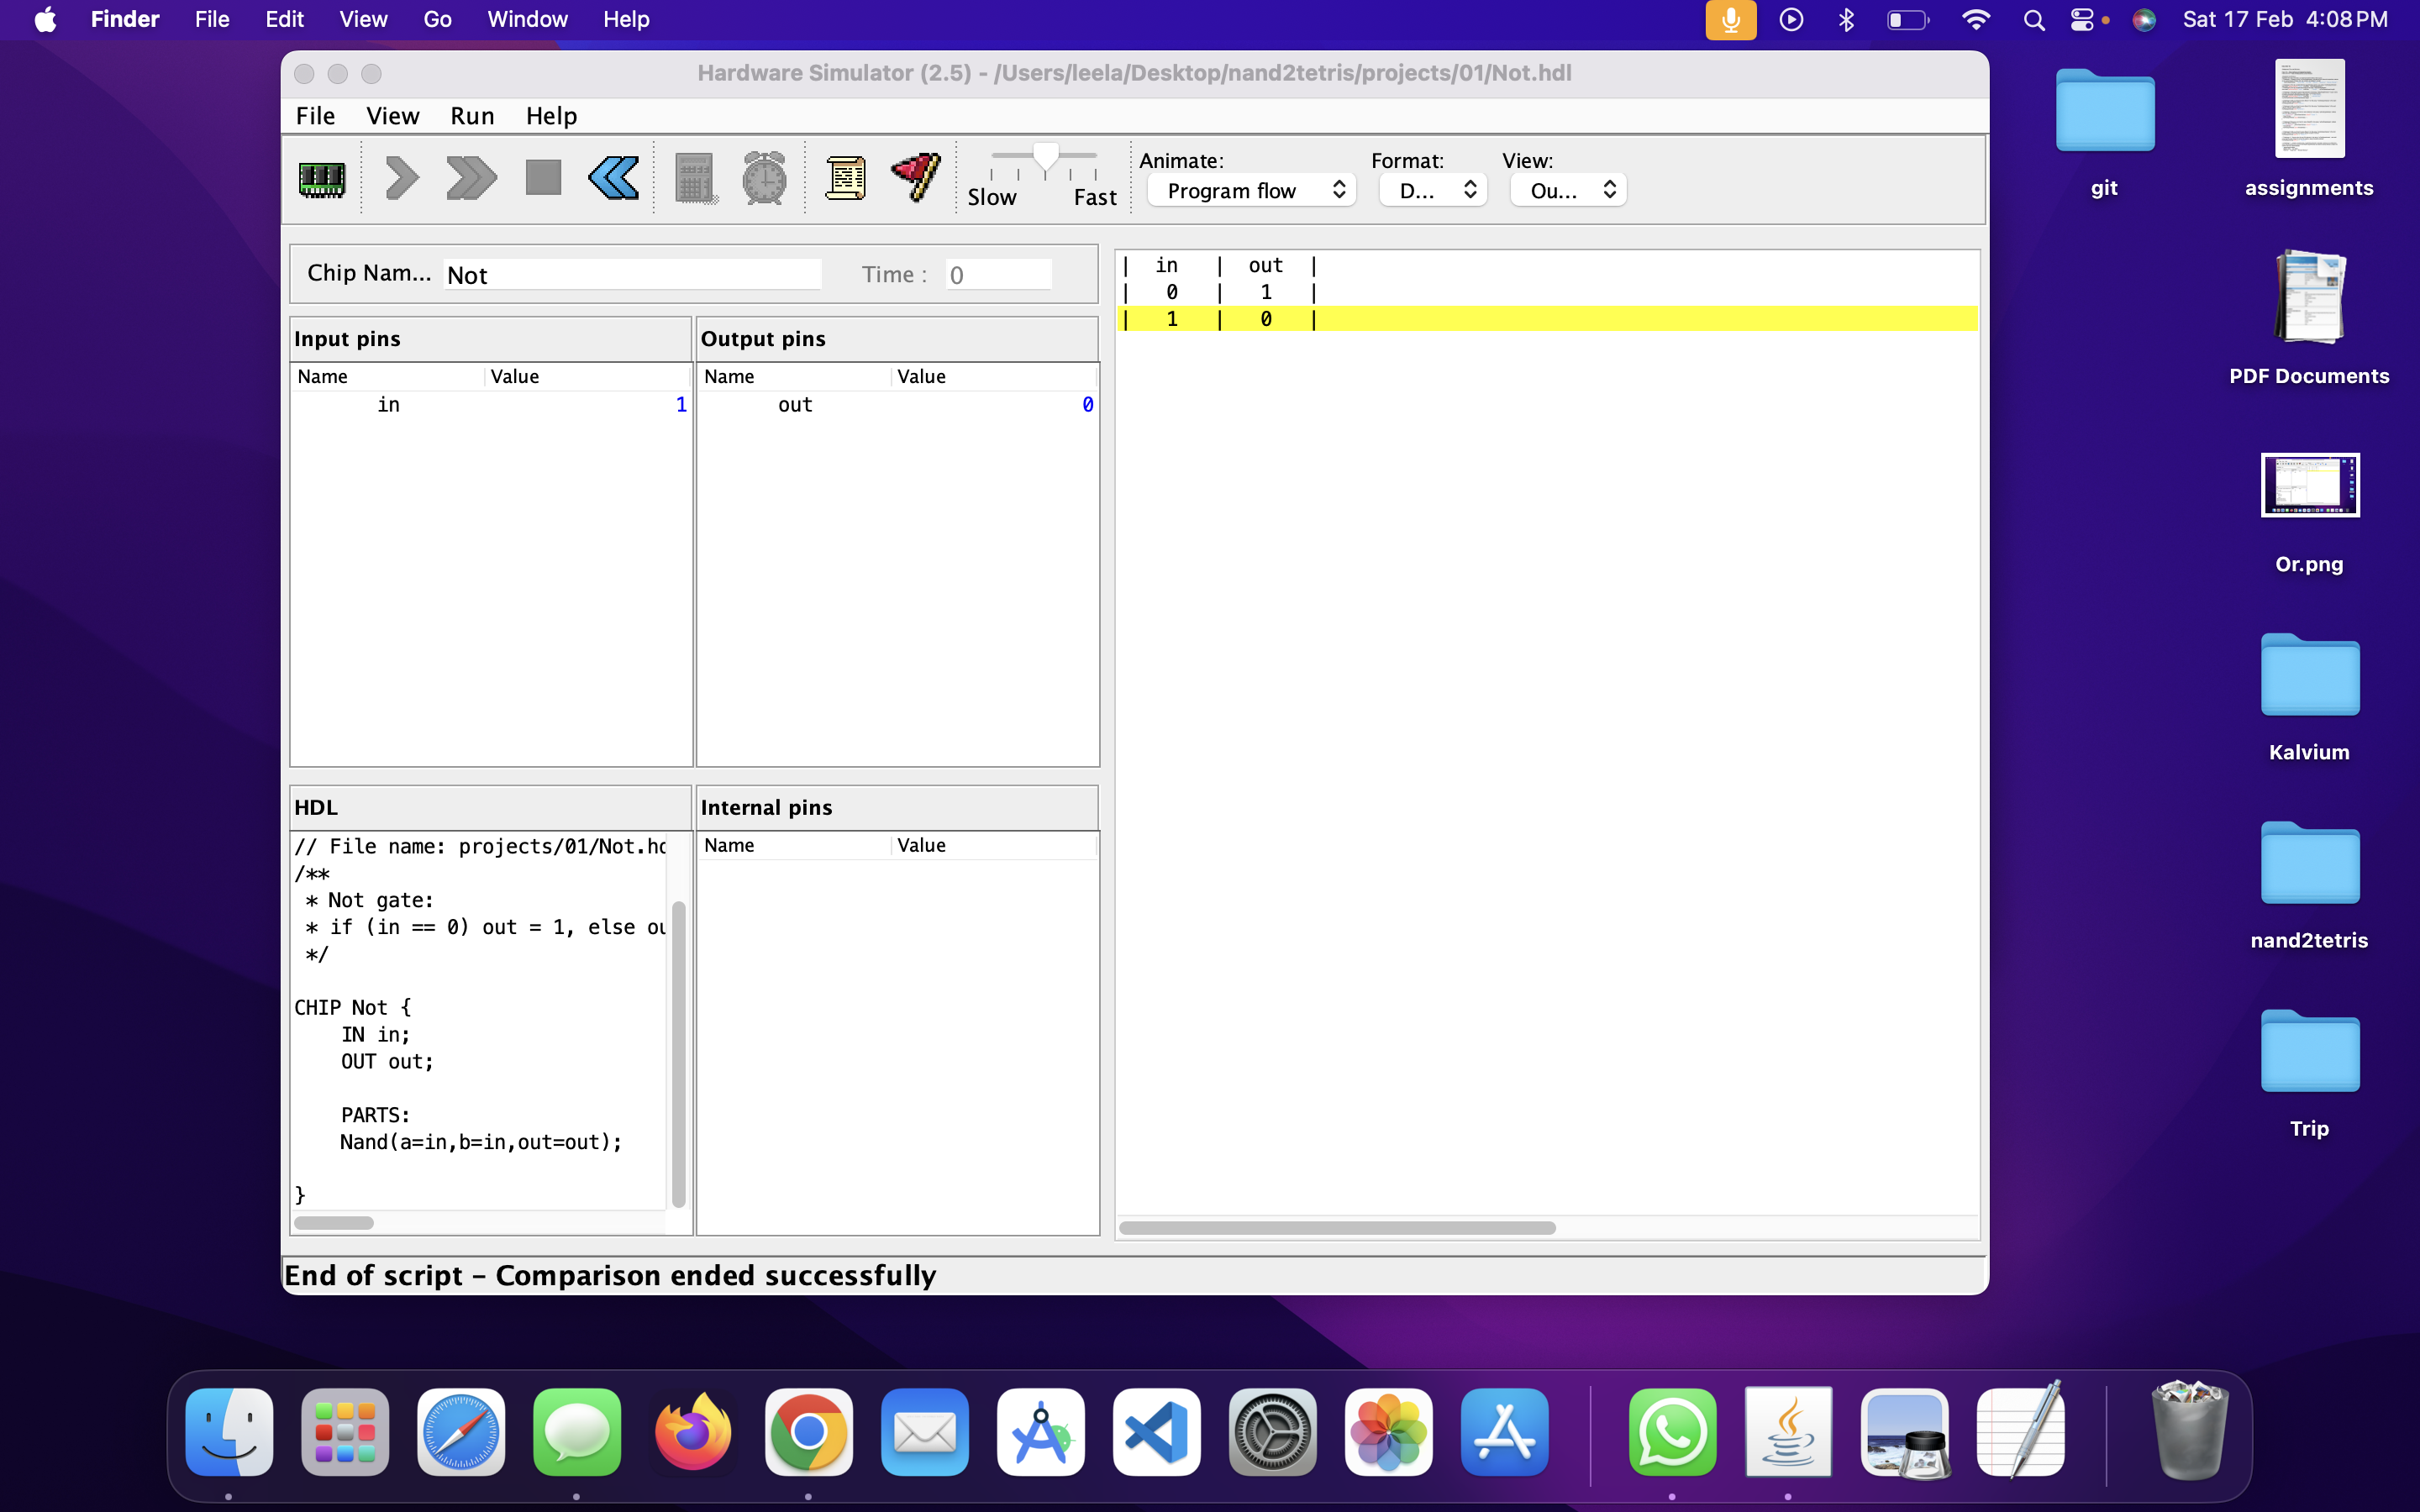 Finder File Edit View Go Window Help Sat 17 Feb 4:08 PM
Hardware Simulator (2.5) - /Users/leela/Desktop/nand2tetris/projects/01/Not.hdl
File View Run Help
Slow Fast
Animate: Format: View:
Program flow D... Ou...
Chip Nam... Not Time : 0
Input pins
Name Value
in 1
Output pins
Name Value
out 0
HDL
// File name: projects/01/Not.hd
/**
* Not gate:
* if (in == 0) out = 1, else ou
*/
CHIP Not {
IN in;
OUT out;
PARTS:
Nand(a=in,b=in,out=out);
}
Internal pins
Name Value
| in | out |
| 0 | 1 |
| 1 | 0 |
End of script – Comparison ended successfully
git
assignments
PDF Documents
Or.png
Kalvium
nand2tetris
Trip